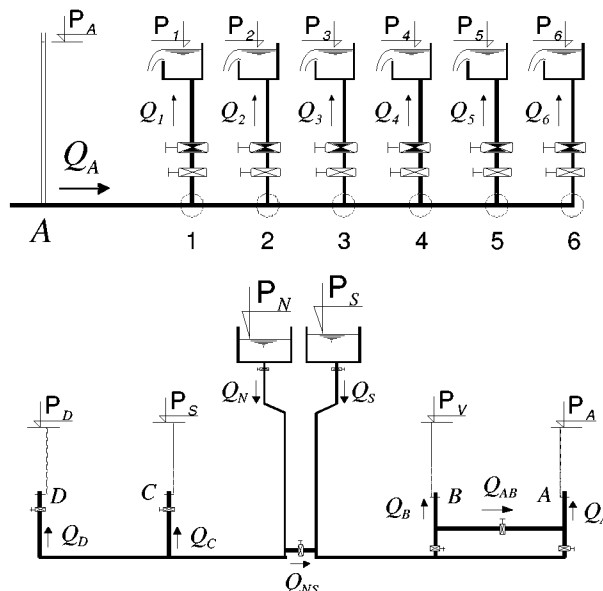 P_A P_1 P_2 P_3 P_4 P_5 P_6
Q_1 Q_2 Q_3 Q_4 Q_5 Q_6
Q_A
A 1 2 3 4 5 6
P_N P_S
Q_N Q_S
P_D P_S P_V P_A
D C B A
Q_D Q_C Q_B Q_AB
Q_NS